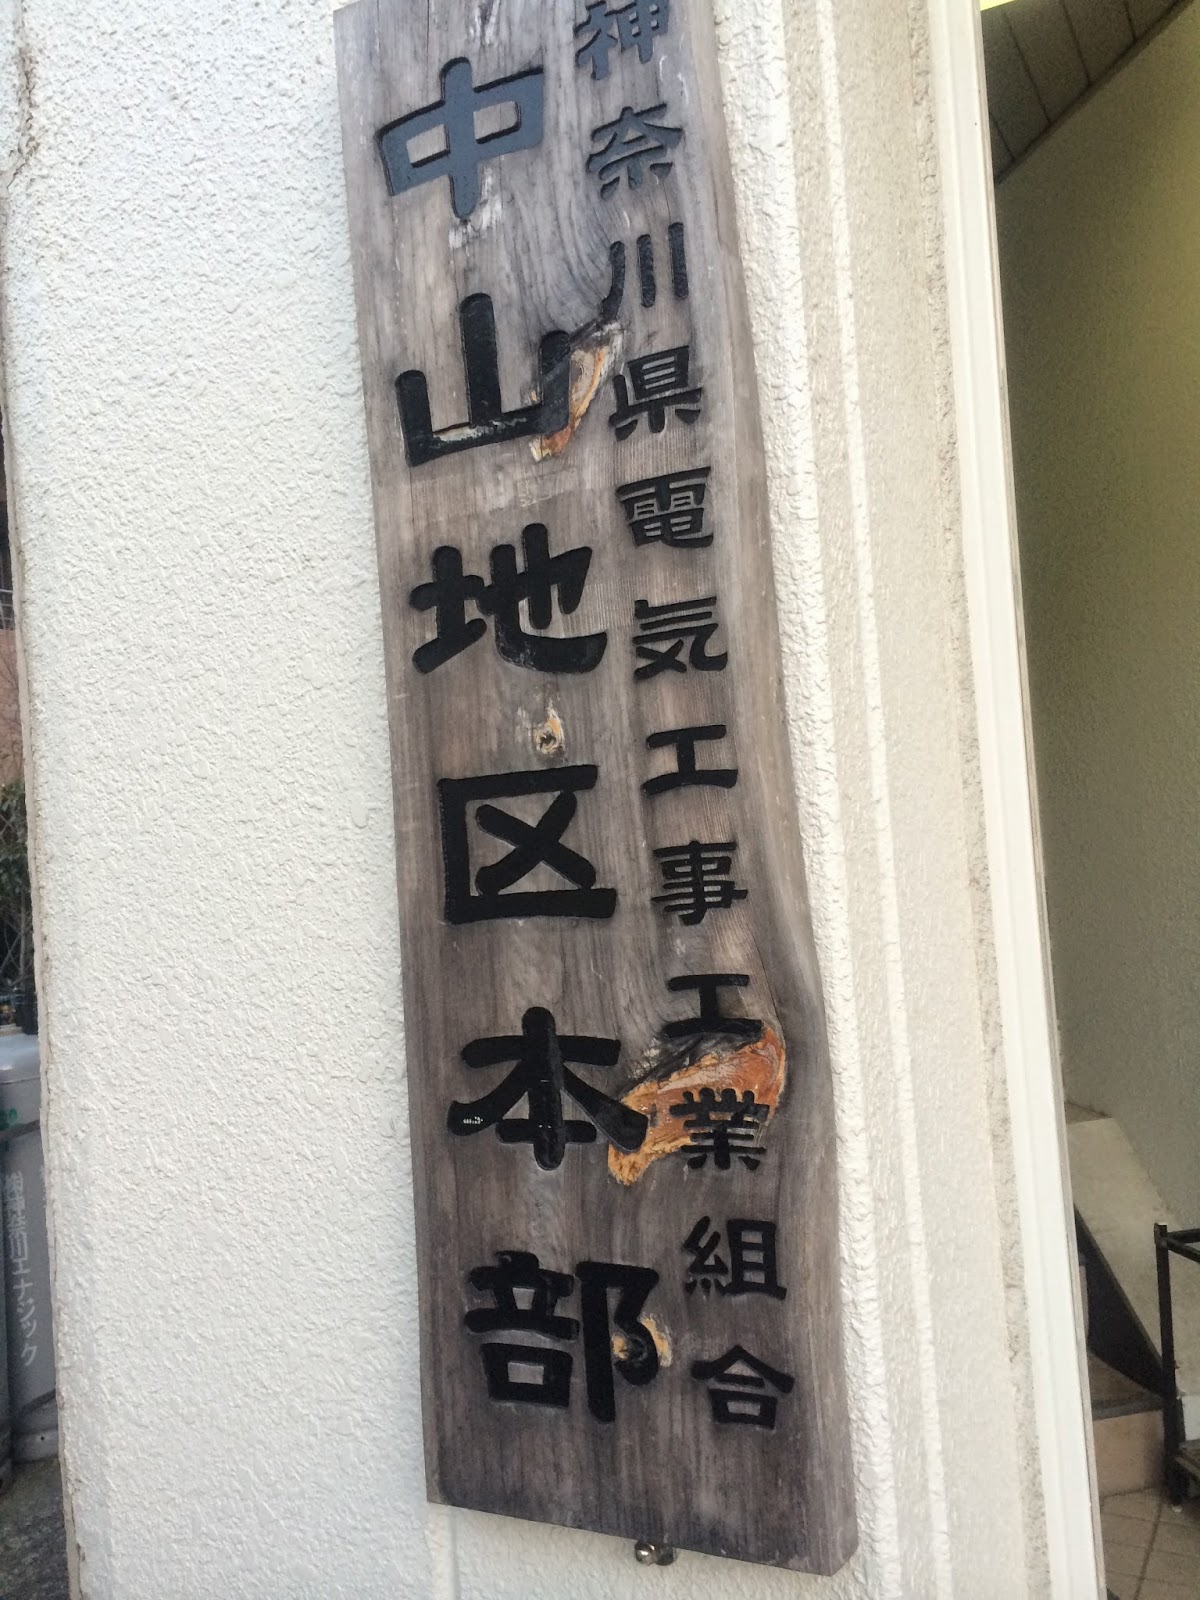 神奈川県電気工事工業組合
中山地区本部